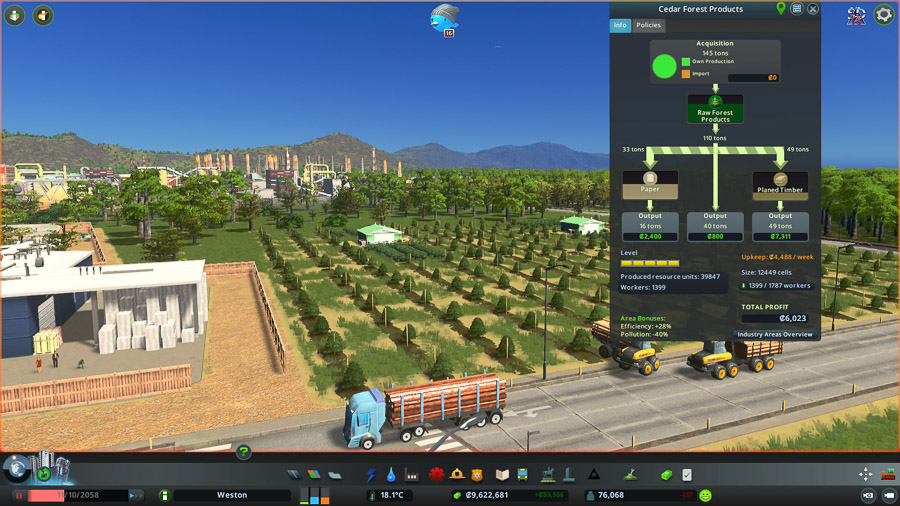 Cedar Forest Products
Info
Policies
Acquisition
145 tons
Own Production
Import
₡0
Raw Forest
Products
110 tons
33 tons
49 tons
Paper
Planed Timber
Output
16 tons
₡2,400
Output
40 tons
₡800
Output
49 tons
₡7,311
Level
Upkeep: ₡4,488 / week
Produced resource units: 39847
Size: 12449 cells
Workers: 1399
1399 / 1787 workers
TOTAL PROFIT
₡6,023
Area Bonuses:
Efficiency: +28%
Pollution: -40%
Industry Areas Overview
16
?
Weston
18.1°C
₡9,622,681
76,068